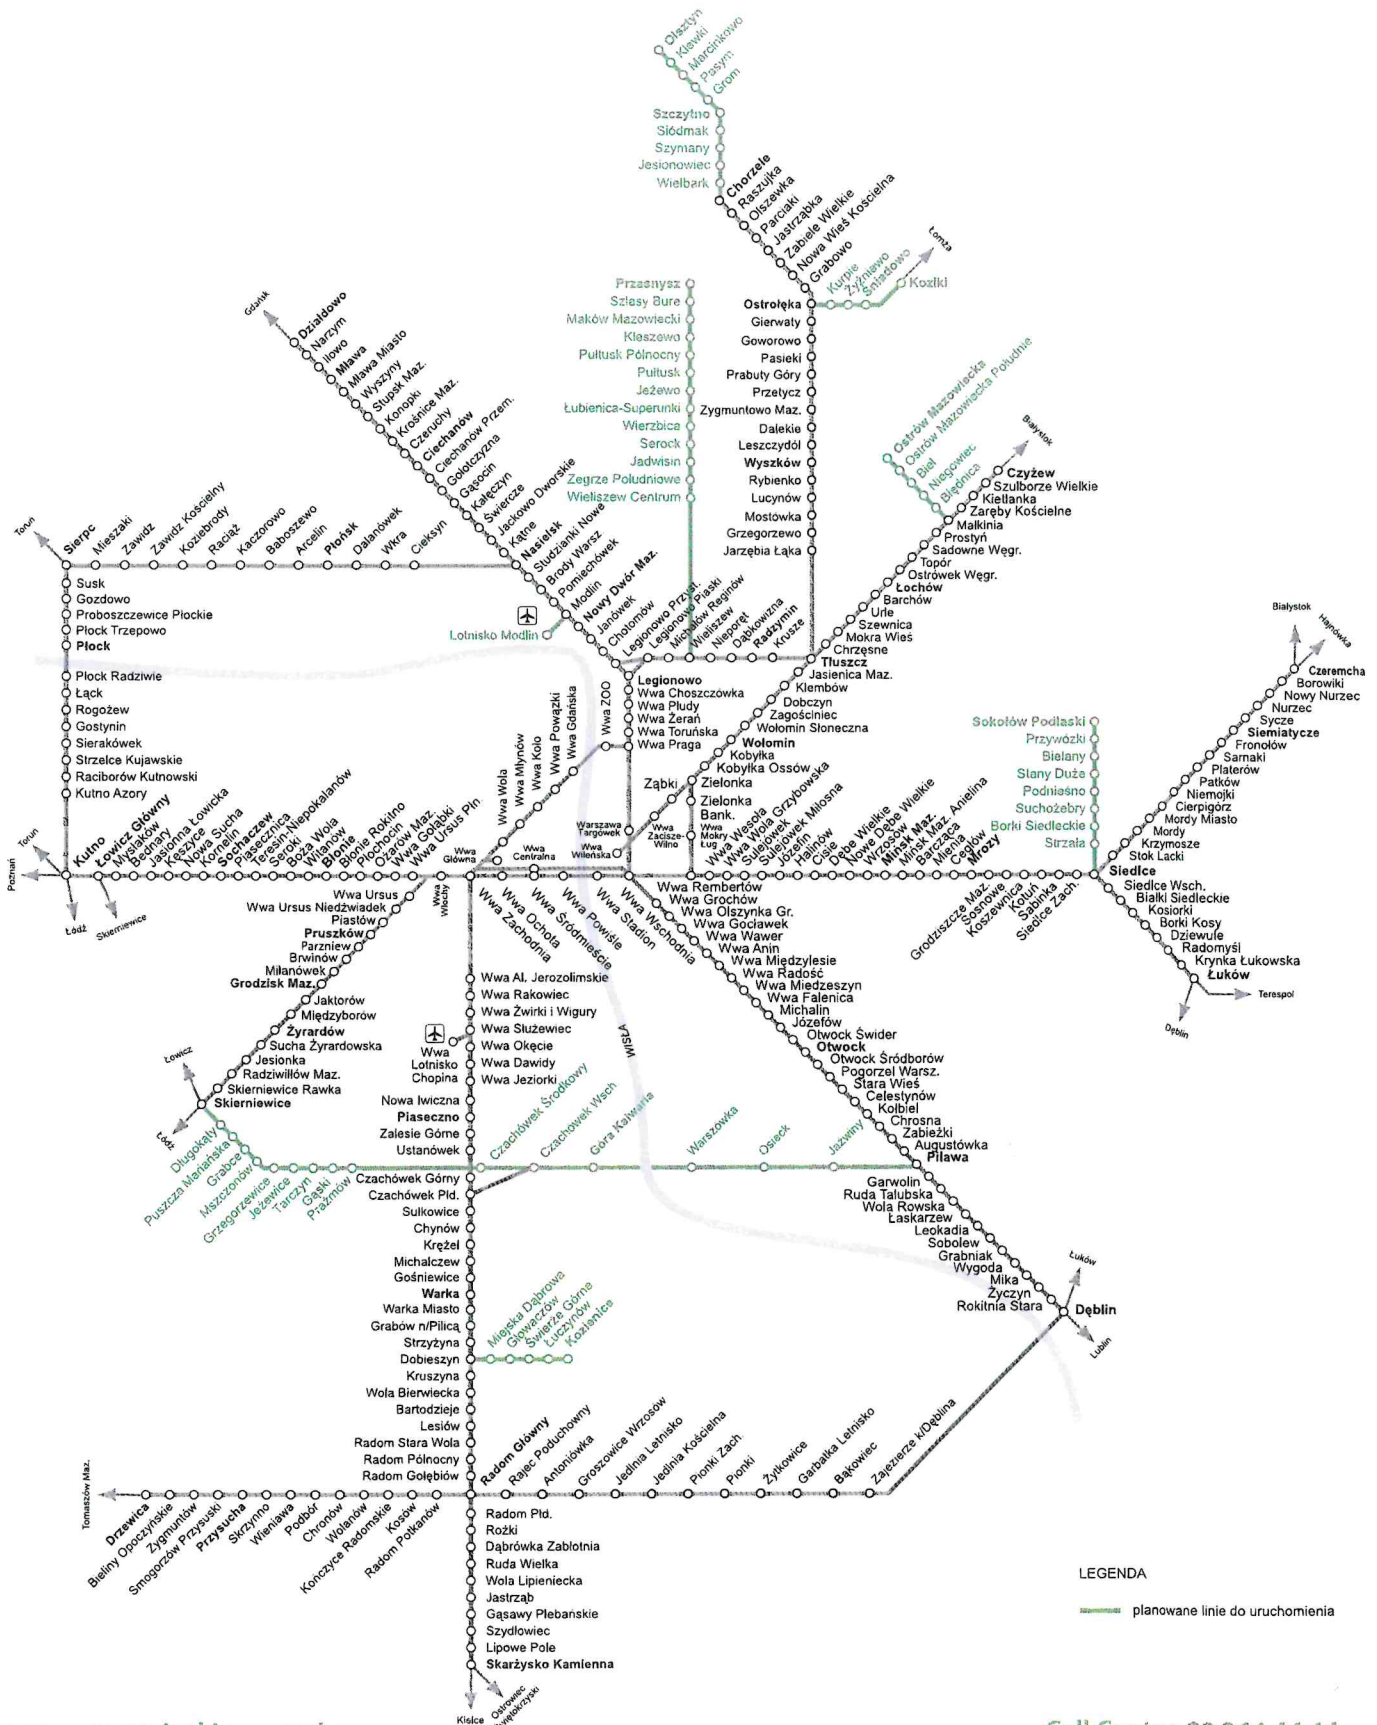 Olsztyn
Klewki
Marcinkowo
Pasym
Grom
Szczytno
Siódmak
Szymany
Jesionowiec
Wielbark
Chorzele
Raszujka
Olszewka
Parciaki
Jastrząbka
Zabiele Wielkie
Nowa Wieś Kościelna
Grabowo
Łomża
Kurpie
Żyźniewo
Śniadowo
Koziki
Ostrołęka
Gierwaty
Goworowo
Pasieki
Prabuty Góry
Przetycz
Zygmuntowo Maz.
Dalekie
Leszczydól
Wyszków
Rybienko
Lucynów
Mostówka
Grzegorzewo
Jarzębia Łąka
Przasnysz
Szlasy Bure
Maków Mazowiecki
Kleszewo
Pułtusk Północny
Pułtusk
Jeżewo
Łubienica-Superunki
Wierzbica
Serock
Jadwisin
Zegrze Południowe
Wieliszew Centrum
Gdańsk
Działdowo
Narzym
Iłowo
Mława
Mława Miasto
Wyszyny
Stupsk Maz.
Konopki
Krośnice Maz.
Czeruchy
Ciechanów
Ciechanów Przem.
Gołotczyzna
Gąsocin
Kałęczyn
Świercze
Jackowo Dworskie
Kątne
Nasielsk
Studzianki Nowe
Brody Warsz
Pomiechówek
Modlin
Nowy Dwór Maz.
Janówek
Chotomów
Legionowo Przyst.
Legionowo Piaski
Michałów Reginów
Wieliszew
Nieporęt
Dąbkowizna
Radzymin
Krusze
Lotnisko Modlin
Ostrów Mazowiecka
Ostrów Mazowiecka Południe
Biel
Niegowiec
Błędnica
Białystok
Czyżew
Szulborze Wielkie
Kietlanka
Zaręby Kościelne
Małkinia
Prostyń
Sadowne Węgr.
Topór
Ostrówek Węgr.
Łochów
Barchów
Urle
Szewnica
Mokra Wieś
Chrzęsne
Tłuszcz
Jasienica Maz.
Klembów
Dobczyn
Zagościniec
Wołomin Słoneczna
Wołomin
Kobyłka
Kobyłka Ossów
Zielonka
Zielonka
Bank.
Ząbki
Wwa
Zacisze-
Wilno
Wwa
Mokry
Ług
Toruń
Sierpc
Mieszaki
Zawidz
Zawidz Kościelny
Koziebrody
Raciąż
Kaczorowo
Baboszewo
Arcelin
Płońsk
Dalanówek
Wkra
Cieksyn
Susk
Gozdowo
Proboszczewice Płockie
Płock Trzepowo
Płock
Płock Radziwie
Łąck
Rogożew
Gostynin
Sierakówek
Strzelce Kujawskie
Raciborów Kutnowski
Kutno Azory
Toruń
Poznań
Łódź
Skierniewice
Kutno
Łowicz Główny
Mysłaków
Bednary
Jasionna Łowicka
Kęszyce
Nowa Sucha
Kornelin
Sochaczew
Piasecznica
Teresin-Niepokalanów
Seroki
Boża Wola
Witanów
Błonie
Błonie Rokitno
Płochocin
Ożarów Maz.
Wwa Gołąbki
Wwa Ursus Płn.
Wwa
Włochy
Wwa
Główna
Wwa Wola
Wwa Młynów
Wwa Koło
Wwa Powązki
Wwa Gdańska
Wwa ZOO
Legionowo
Wwa Choszczówka
Wwa Płudy
Wwa Żerań
Wwa Toruńska
Wwa Praga
Warszawa
Targówek
Wwa
Wileńska
Wwa
Centralna
Wwa Zachodnia
Wwa Ochota
Wwa Śródmieście
Wwa Powiśle
Wwa Stadion
Wwa Wschodnia
Wwa Wesoła
Wwa Wola Grzybowska
Sulejówek
Sulejówek Miłosna
Józefin
Halinów
Cisie
Dębe Wielkie
Nowe Dębe Wielkie
Wrzosów
Mińsk Maz.
Mińsk Maz. Anielina
Barcząca
Mienia
Cegłów
Mrozy
Grodziszcze Maz.
Sosnowe
Koszewnica
Kotuń
Sabinka
Siedlce Zach.
Sokołów Podlaski
Przywózki
Bielany
Slany Duże
Podnieśno
Suchożebry
Borki Siedleckie
Strzała
Białystok
Hajnówka
Czeremcha
Borowiki
Nowy Nurzec
Nurzec
Sycze
Siemiatycze
Fronołów
Sarnaki
Platerów
Patków
Niemojki
Cierpigórz
Mordy Miasto
Mordy
Krzymosze
Stok Lacki
Siedlce
Siedlce Wsch.
Białki Siedleckie
Kosiorki
Borki Kosy
Dziewule
Radomyśl
Krynka Łukowska
Łuków
Terespol
Dęblin
Wwa Ursus
Wwa Ursus Niedźwiadek
Piastów
Pruszków
Parzniew
Brwinów
Milanówek
Grodzisk Maz.
Jaktorów
Międzyborów
Żyrardów
Sucha Żyrardowska
Jesionka
Radziwiłłów Maz.
Skierniewice Rawka
Skierniewice
Łowicz
Łódź
Długokąty
Puszcza Mariańska
Grabce
Mszczonów
Grzegorzewice
Jeżewice
Tarczyn
Gąski
Prażmów
Czachówek Środkowy
Czachówek Wsch
Góra Kalwaria
Warszówka
Osieck
Jaźwiny
Wwa Al. Jerozolimskie
Wwa Rakowiec
Wwa Żwirki i Wigury
Wwa Służewiec
Wwa Okęcie
Wwa Dawidy
Wwa Jeziorki
Wwa
Lotnisko
Chopina
Nowa Iwiczna
Piaseczno
Zalesie Górne
Ustanówek
Czachówek Górny
Czachówek Płd.
Sułkowice
Chynów
Krężel
Michalczew
Gośniewice
Warka
Warka Miasto
Grabów n/Pilicą
Strzyżyna
Dobieszyn
Kruszyna
Wola Bierwiecka
Bartodzieje
Lesiów
Radom Stara Wola
Radom Północny
Radom Gołębiów
Miejska Dąbrowa
Głowaczów
Świerże Górne
Łuczynów
Kozienice
WISŁA
Wwa Rembertów
Wwa Grochów
Wwa Olszynka Gr.
Wwa Gocławek
Wwa Wawer
Wwa Anin
Wwa Międzylesie
Wwa Radość
Wwa Miedzeszyn
Wwa Falenica
Michalin
Józefów
Otwock Świder
Otwock
Otwock Śródborów
Pogorzel Warsz.
Stara Wieś
Celestynów
Kołbiel
Chrosna
Zabieżki
Augustówka
Pilawa
Garwolin
Ruda Talubska
Wola Rowska
Łaskarzew
Leokadia
Sobolew
Grabniak
Wygoda
Mika
Życzyn
Rokitnia Stara
Dęblin
Łuków
Lublin
Radom Główny
Rajec Poduchowny
Antoniówka
Groszowice Wrzosów
Jedlnia Letnisko
Jedlnia Kościelna
Pionki Zach.
Pionki
Żytkowice
Garbatka Letnisko
Bąkowiec
Zajezierze k/Dęblina
Tomaszów Maz.
Drzewica
Bieliny Opoczyńskie
Zygmuntów
Smogorzów Przysuski
Przysucha
Skrzynno
Wieniawa
Podbór
Chronów
Wolanów
Kończyce Radomskie
Kosów
Radom Potkanów
Radom Płd.
Rożki
Dąbrówka Zabłotnia
Ruda Wielka
Wola Lipieniecka
Jastrząb
Gąsawy Plebańskie
Szydłowiec
Lipowe Pole
Skarżysko Kamienna
Kielce
Ostrowiec
LEGENDA
planowane linie do uruchomienia